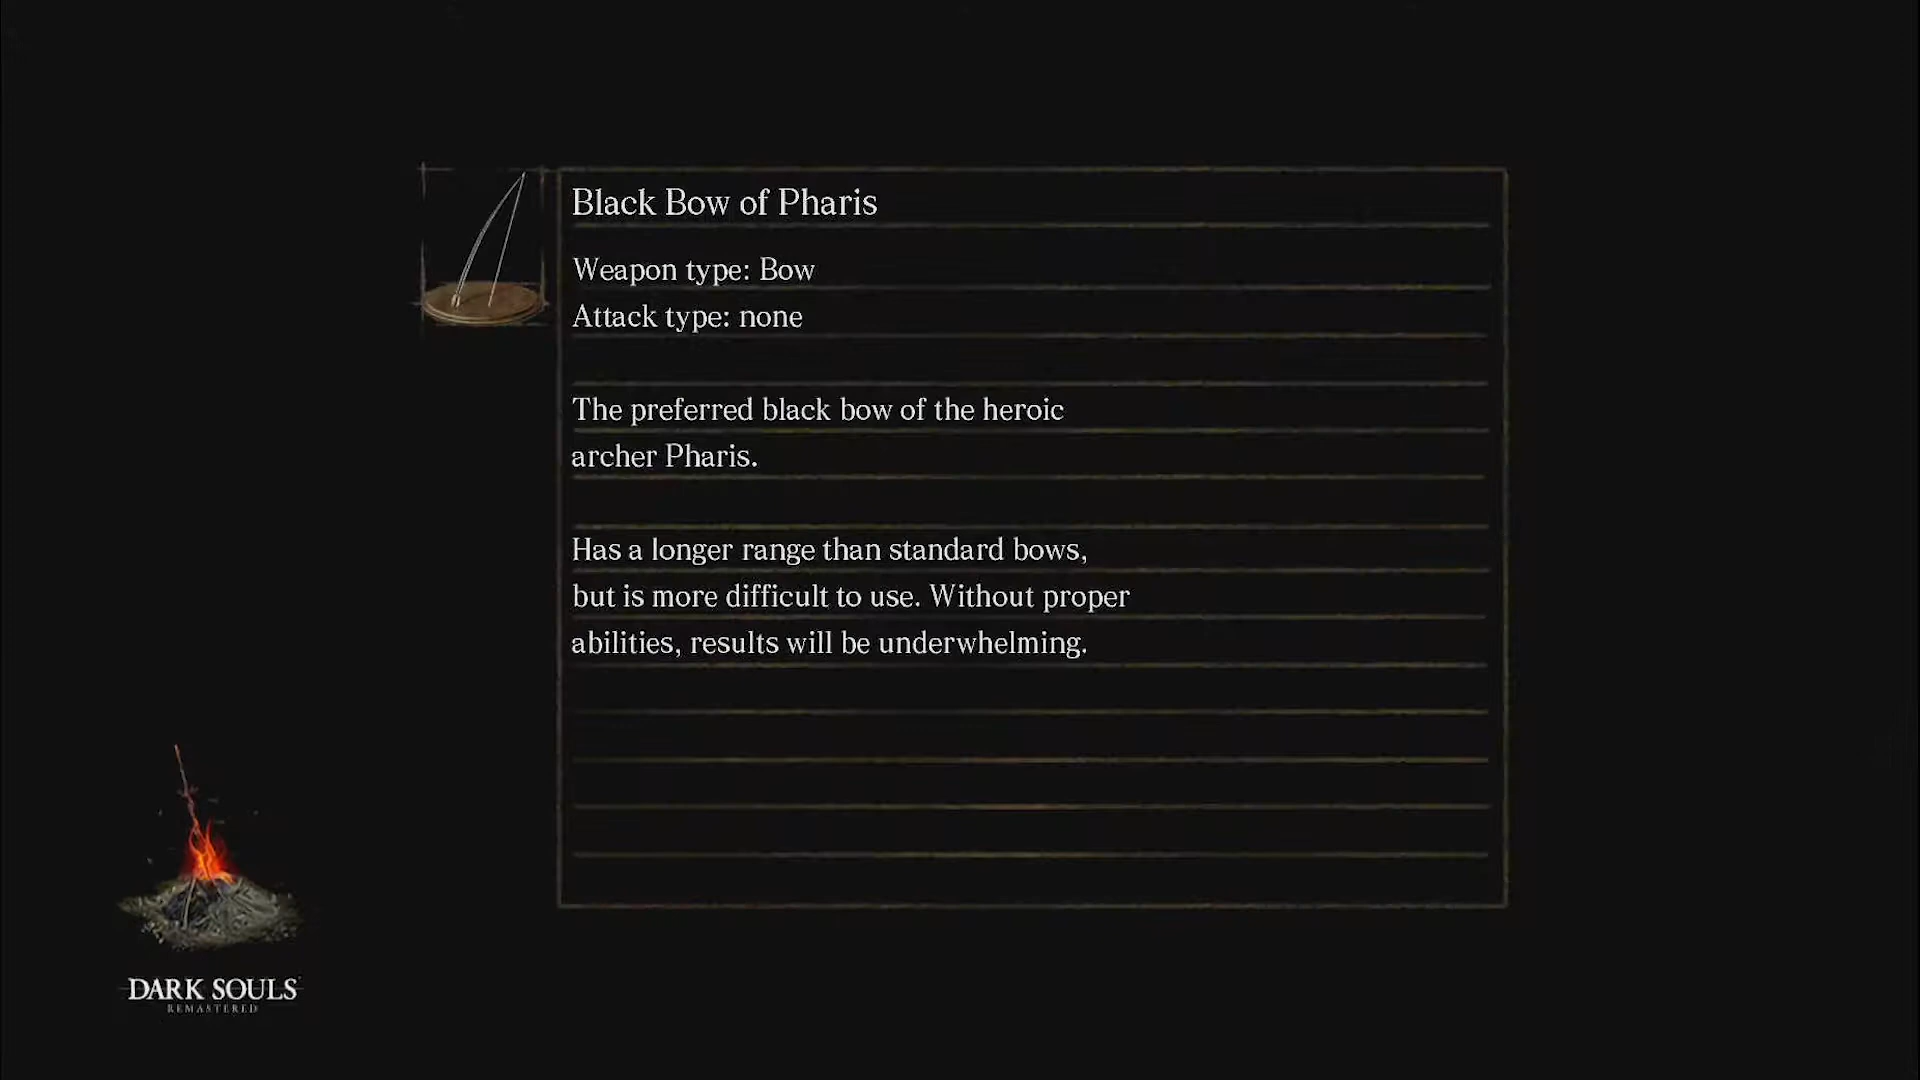 Black Bow of Pharis
Weapon type: Bow
Attack type: none
The preferred black bow of the heroic
archer Pharis.
Has a longer range than standard bows,
but is more difficult to use. Without proper
abilities, results will be underwhelming.
DARK SOULS
REMASTERED